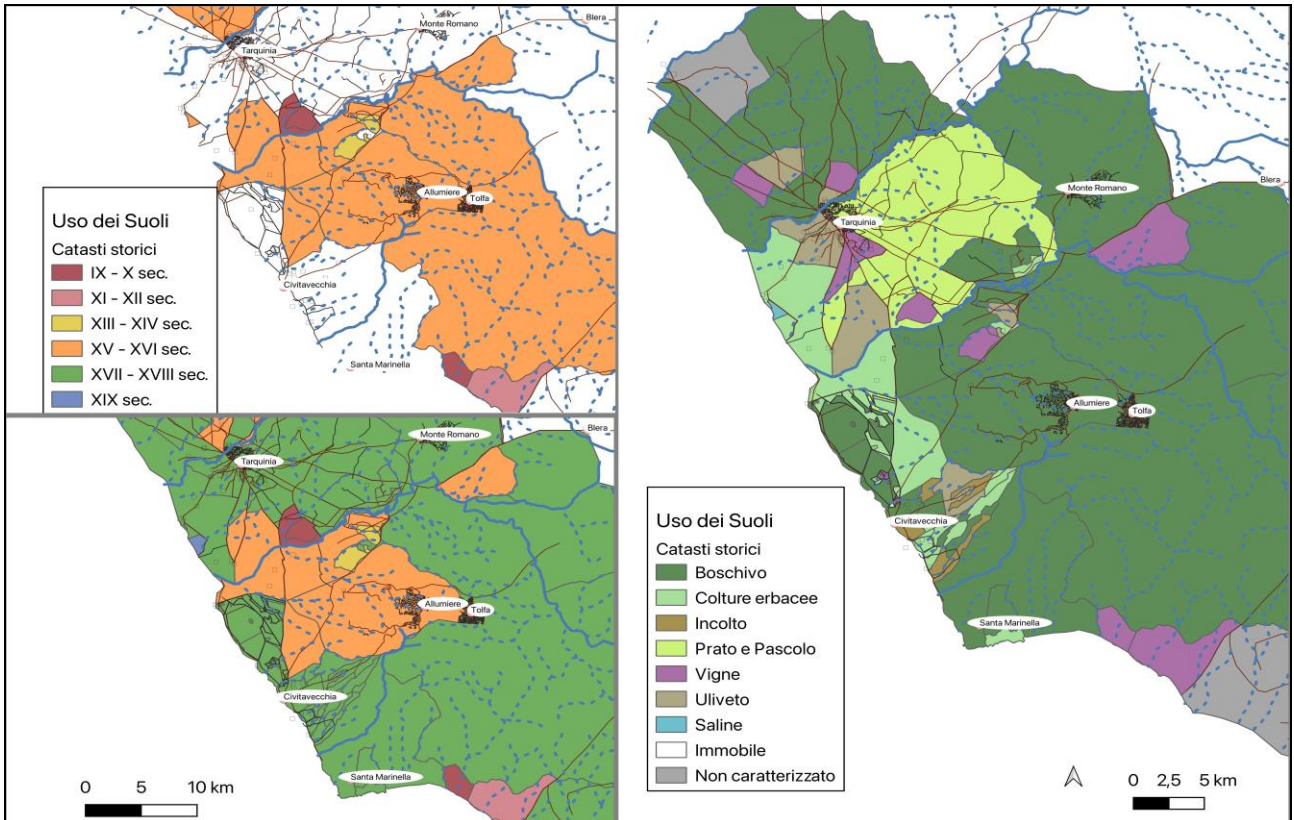 Monte Romano
Blera
Tarquinia
Allumiere
Tolfa
Civitavecchia
Santa Marinella
Uso dei Suoli
Catasti storici
IX - X sec.
XI - XII sec.
XIII - XIV sec.
XV - XVI sec.
XVII - XVIII sec.
XIX sec.
Monte Romano
Blera
Tarquinia
Allumiere
Tolfa
Civitavecchia
Santa Marinella
0 5 10 km
Blera
Monte Romano
Tarquinia
Allumiere
Tolfa
Civitavecchia
Santa Marinella
Uso dei Suoli
Catasti storici
Boschivo
Colture erbacee
Incolto
Prato e Pascolo
Vigne
Uliveto
Saline
Immobile
Non caratterizzato
0 2,5 5 km